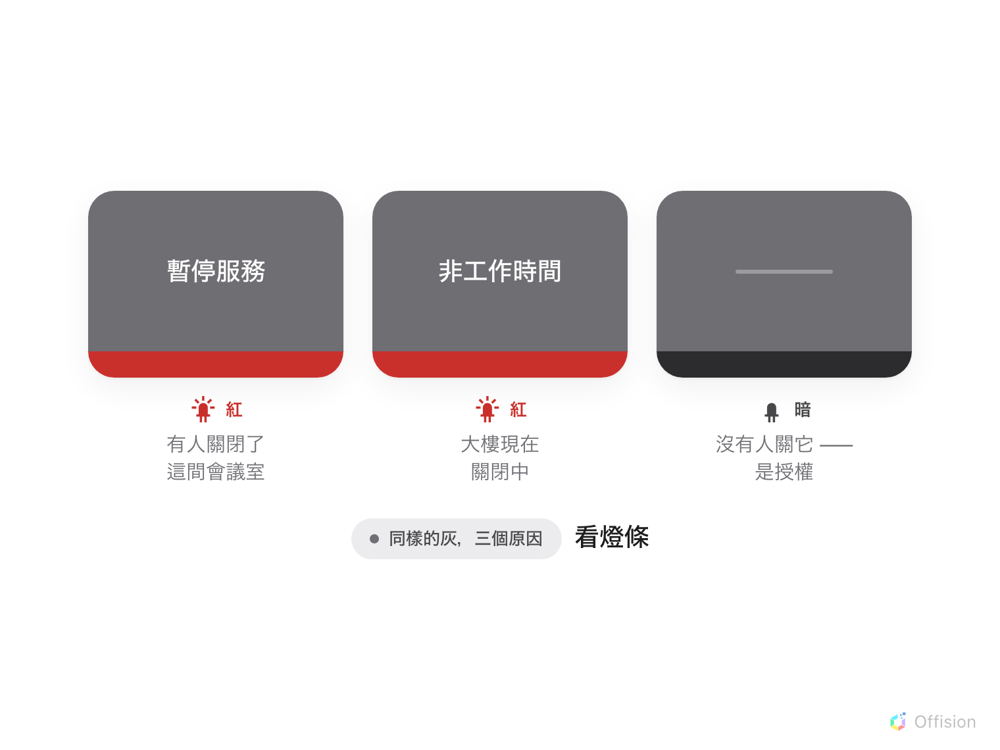 暫停服務
非工作時間
紅
紅
暗
有人關閉了
這間會議室
大樓現在
關閉中
沒有人關它 ——
是授權
同樣的灰，三個原因
看燈條
Offision